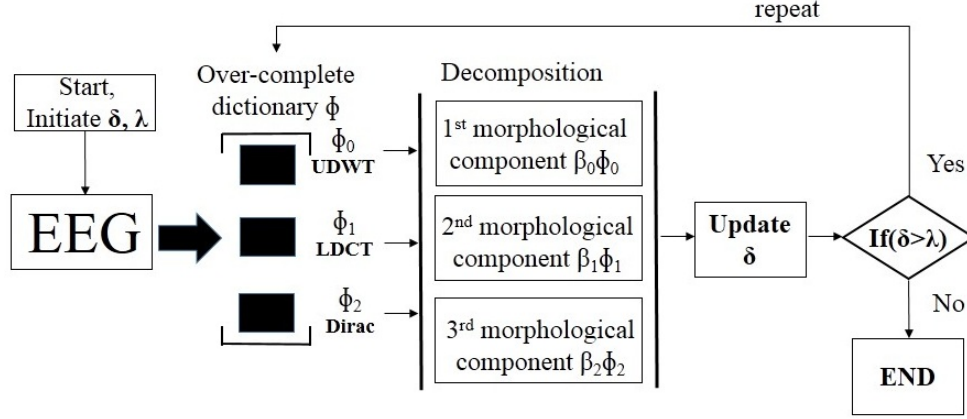 repeat
Start,
Initiate δ, λ
EEG
Over-complete
dictionary ϕ
ϕ0
UDWT
ϕ1
LDCT
ϕ2
Dirac
Decomposition
1st morphological
component β0ϕ0
2nd morphological
component β1ϕ1
3rd morphological
component β2ϕ2
Update
δ
If(δ>λ)
Yes
No
END